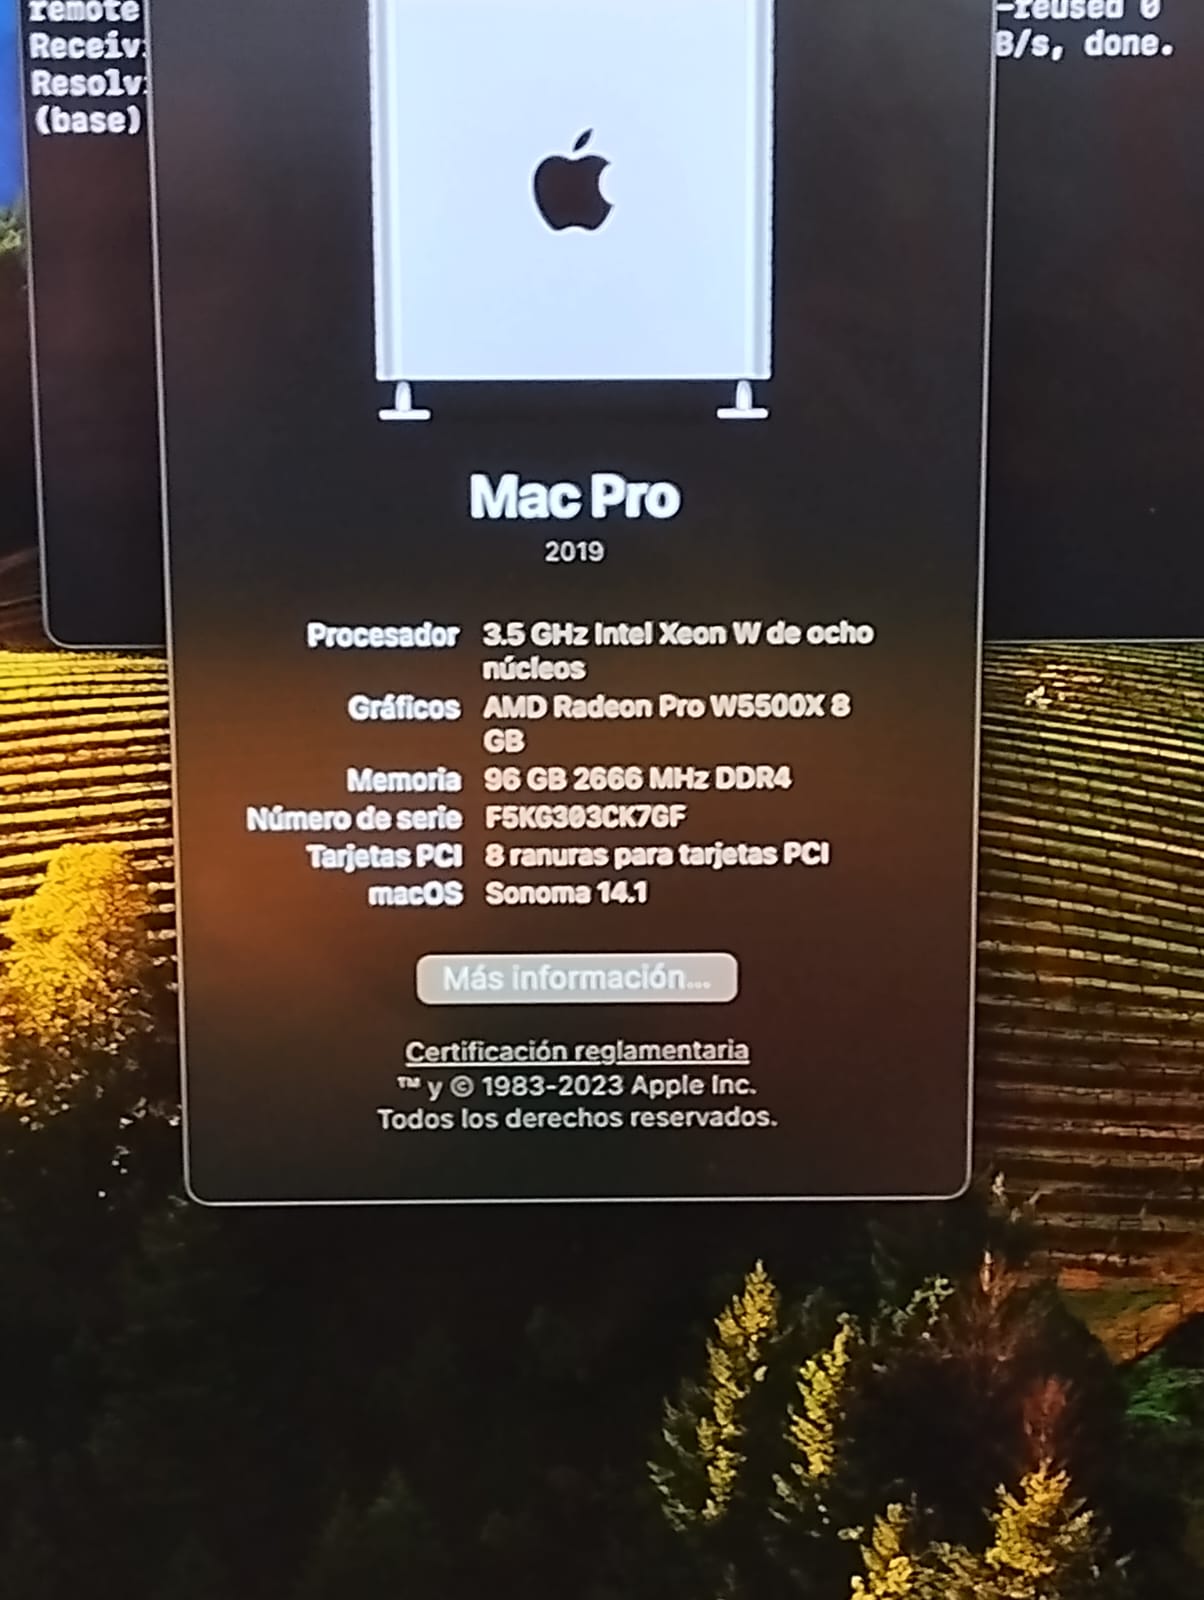 remote
-reused 0
Receiv
B/s, done.
Resolv
(base)
Mac Pro
2019
Procesador 3.5 GHz Intel Xeon W de ocho
núcleos
Gráficos AMD Radeon Pro W5500X 8
GB
Memoria 96 GB 2666 MHz DDR4
Número de serie F5KG303CK7GF
Tarjetas PCI 8 ranuras para tarjetas PCI
macOS Sonoma 14.1
Más información...
Certificación reglamentaria
™ y © 1983-2023 Apple Inc.
Todos los derechos reservados.